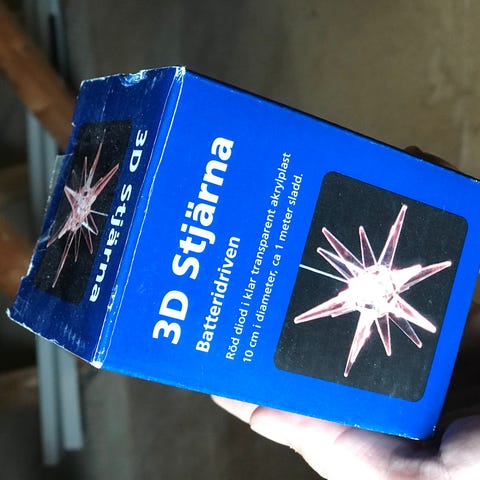 3D Stjärna
Batteridriven
Röd diod i klar transparent akrylplast
10 cm i diameter, ca 1 meter sladd.
3D Stjärna